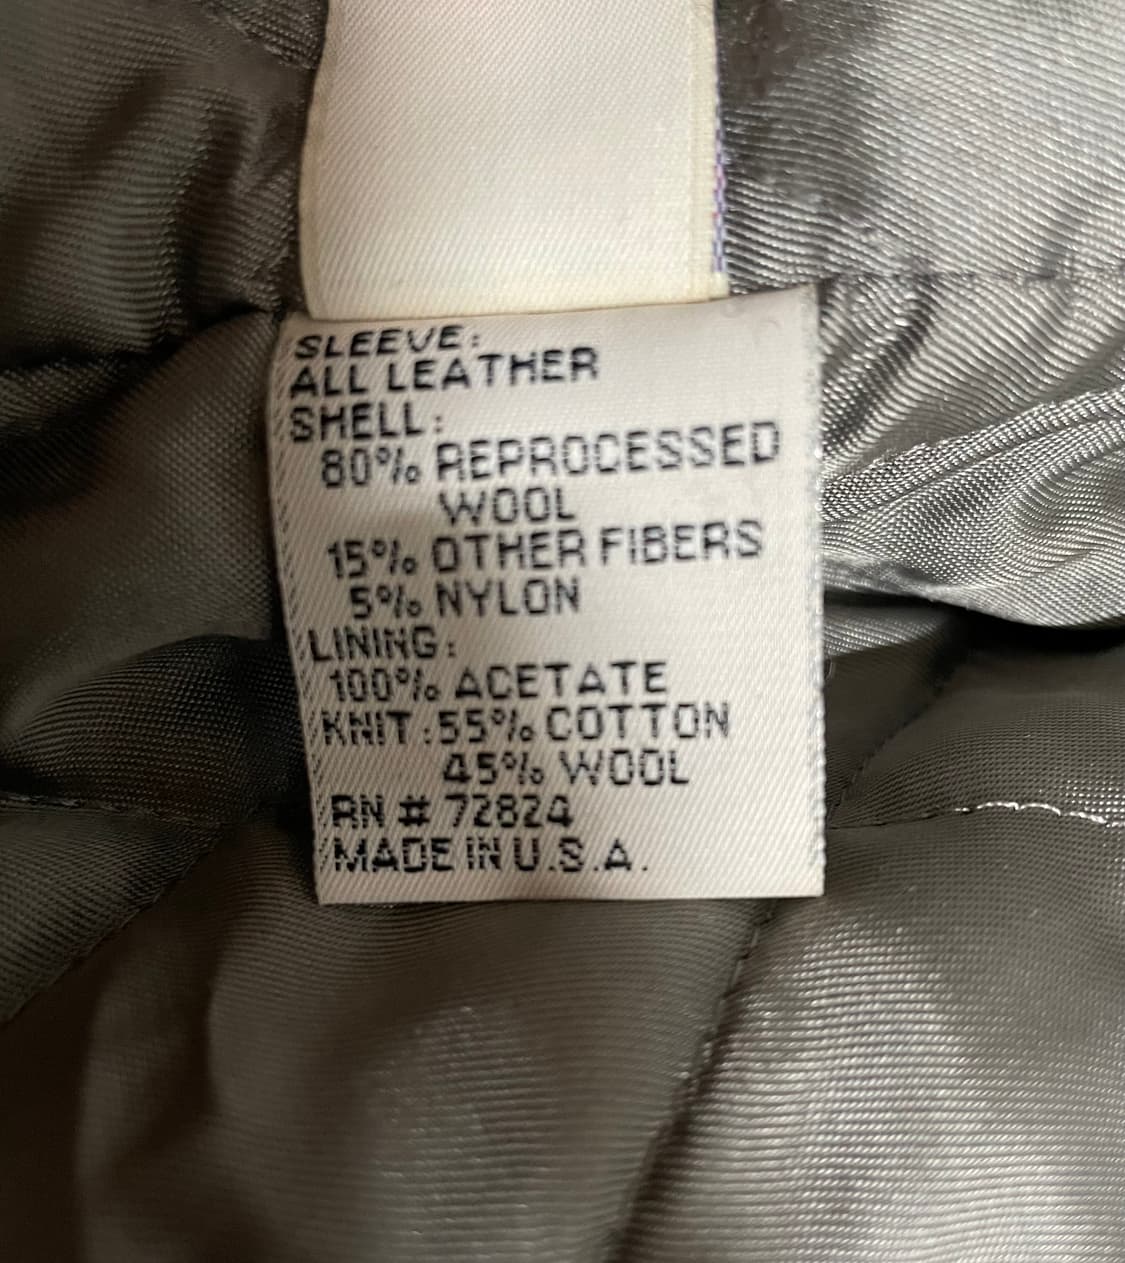 SLEEVE:
ALL LEATHER
SHELL:
80% REPROCESSED
WOOL
15% OTHER FIBERS
5% NYLON
LINING:
100% ACETATE
KNIT: 55% COTTON
45% WOOL
RN # 72824
MADE IN U.S.A.